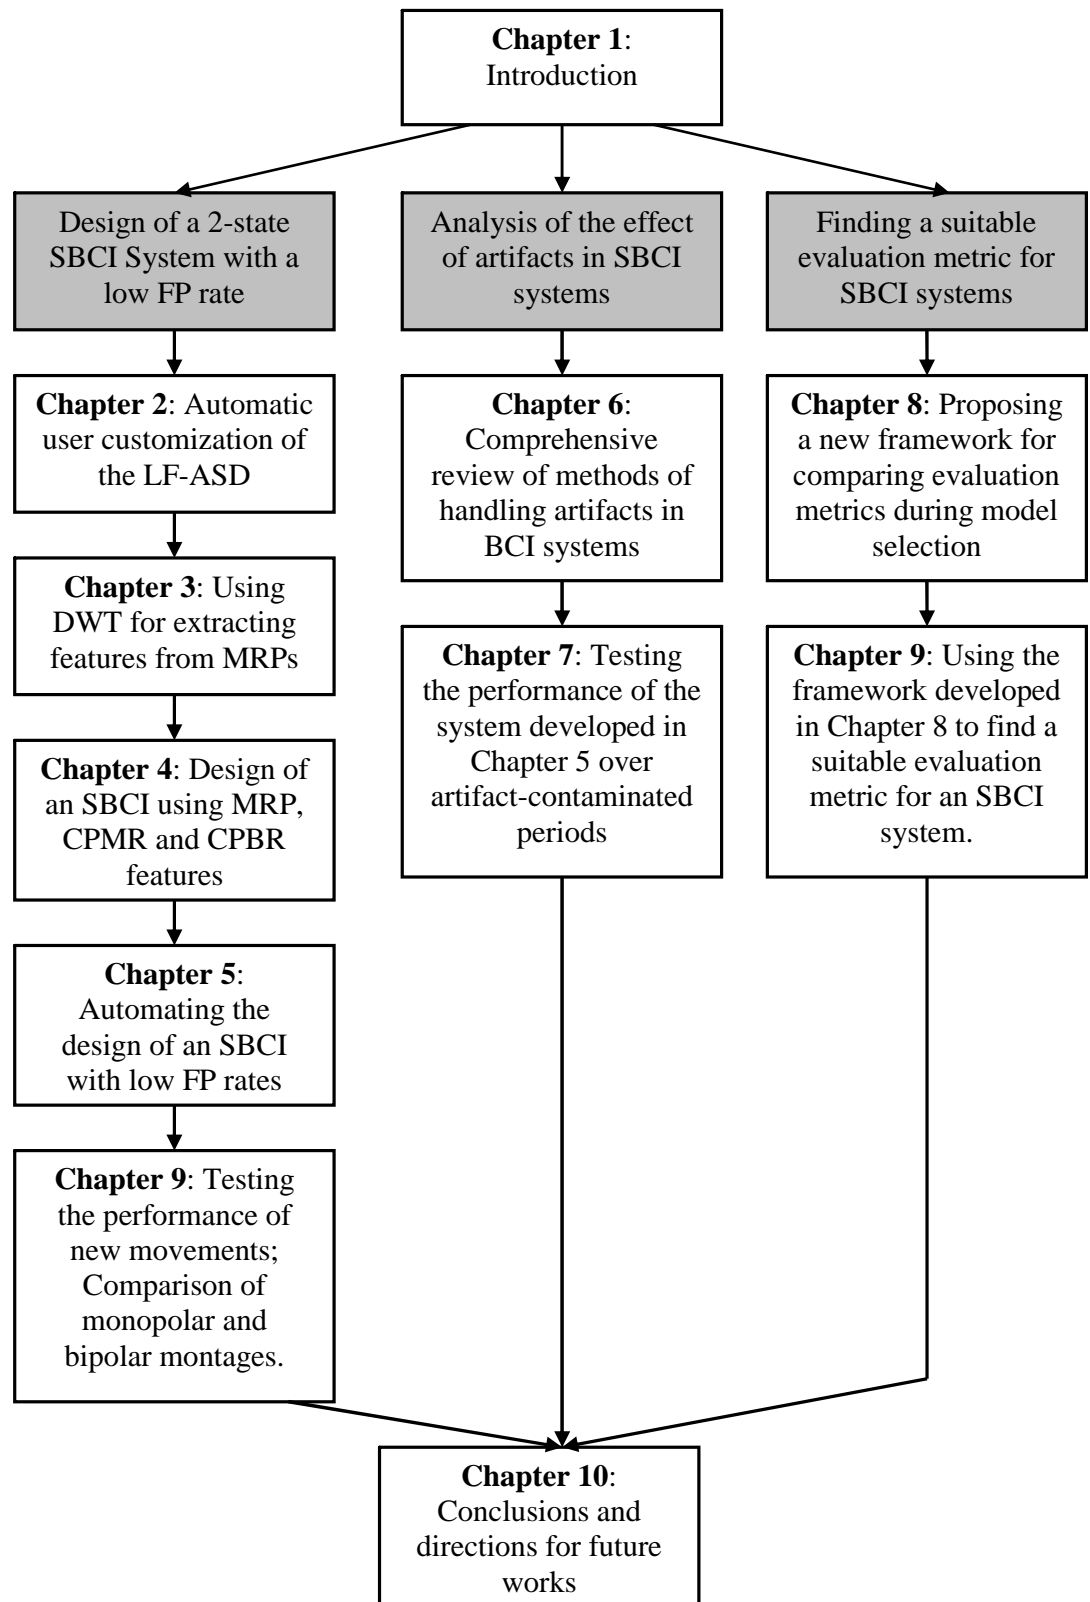 Chapter 1:
Introduction
Design of a 2-state
SBCI System with a
low FP rate
Analysis of the effect
of artifacts in SBCI
systems
Finding a suitable
evaluation metric for
SBCI systems
Chapter 2: Automatic
user customization of
the LF-ASD
Chapter 3: Using
DWT for extracting
features from MRPs
Chapter 4: Design of
an SBCI using MRP,
CPMR and CPBR
features
Chapter 5:
Automating the
design of an SBCI
with low FP rates
Chapter 9: Testing
the performance of
new movements;
Comparison of
monopolar and
bipolar montages.
Chapter 6:
Comprehensive
review of methods of
handling artifacts in
BCI systems
Chapter 7: Testing
the performance of the
system developed in
Chapter 5 over
artifact-contaminated
periods
Chapter 8: Proposing
a new framework for
comparing evaluation
metrics during model
selection
Chapter 9: Using the
framework developed
in Chapter 8 to find a
suitable evaluation
metric for an SBCI
system.
Chapter 10:
Conclusions and
directions for future
works